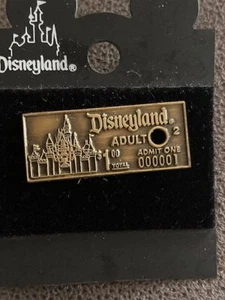 Disneyland
Disneyland®
ADULT 2
$1.00 ADMIT ONE
TOTAL 000001